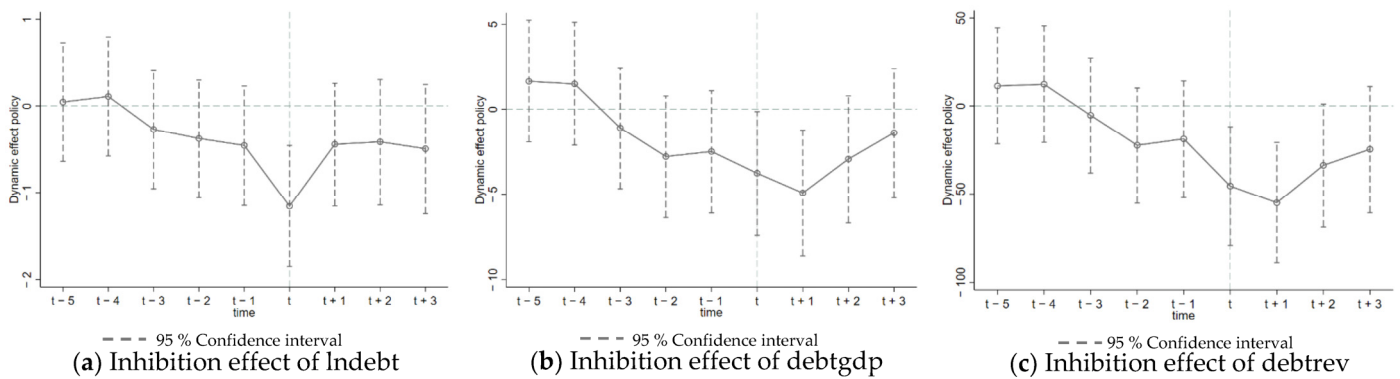 Dynamic effect policy
1
0
-1
-2
t − 5 t − 4 t − 3 t − 2 t − 1 t t + 1 t + 2 t + 3
time
95 % Confidence interval
(a) Inhibition effect of lndebt
Dynamic effect policy
5
0
-5
-10
t − 5 t − 4 t − 3 t − 2 t − 1 t t + 1 t + 2 t + 3
time
95 % Confidence interval
(b) Inhibition effect of debtgdp
Dynamic effect policy
50
0
-50
-100
t − 5 t − 4 t − 3 t − 2 t − 1 t t + 1 t + 2 t + 3
time
95 % Confidence interval
(c) Inhibition effect of debtrev